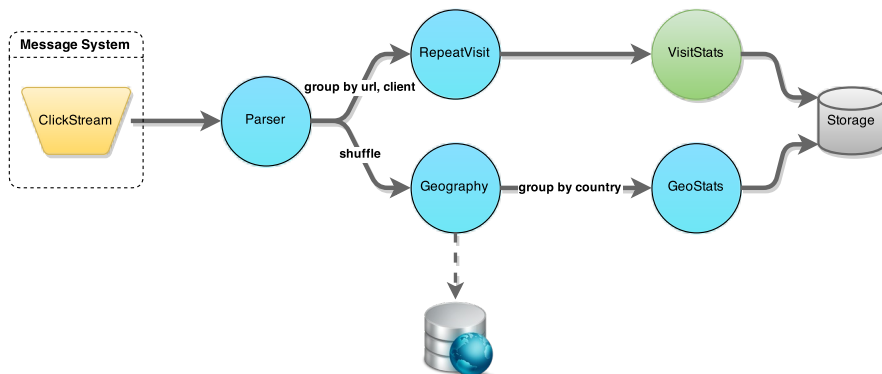 Message System
ClickStream
Parser
group by url, client
shuffle
RepeatVisit
VisitStats
Geography
group by country
GeoStats
Storage